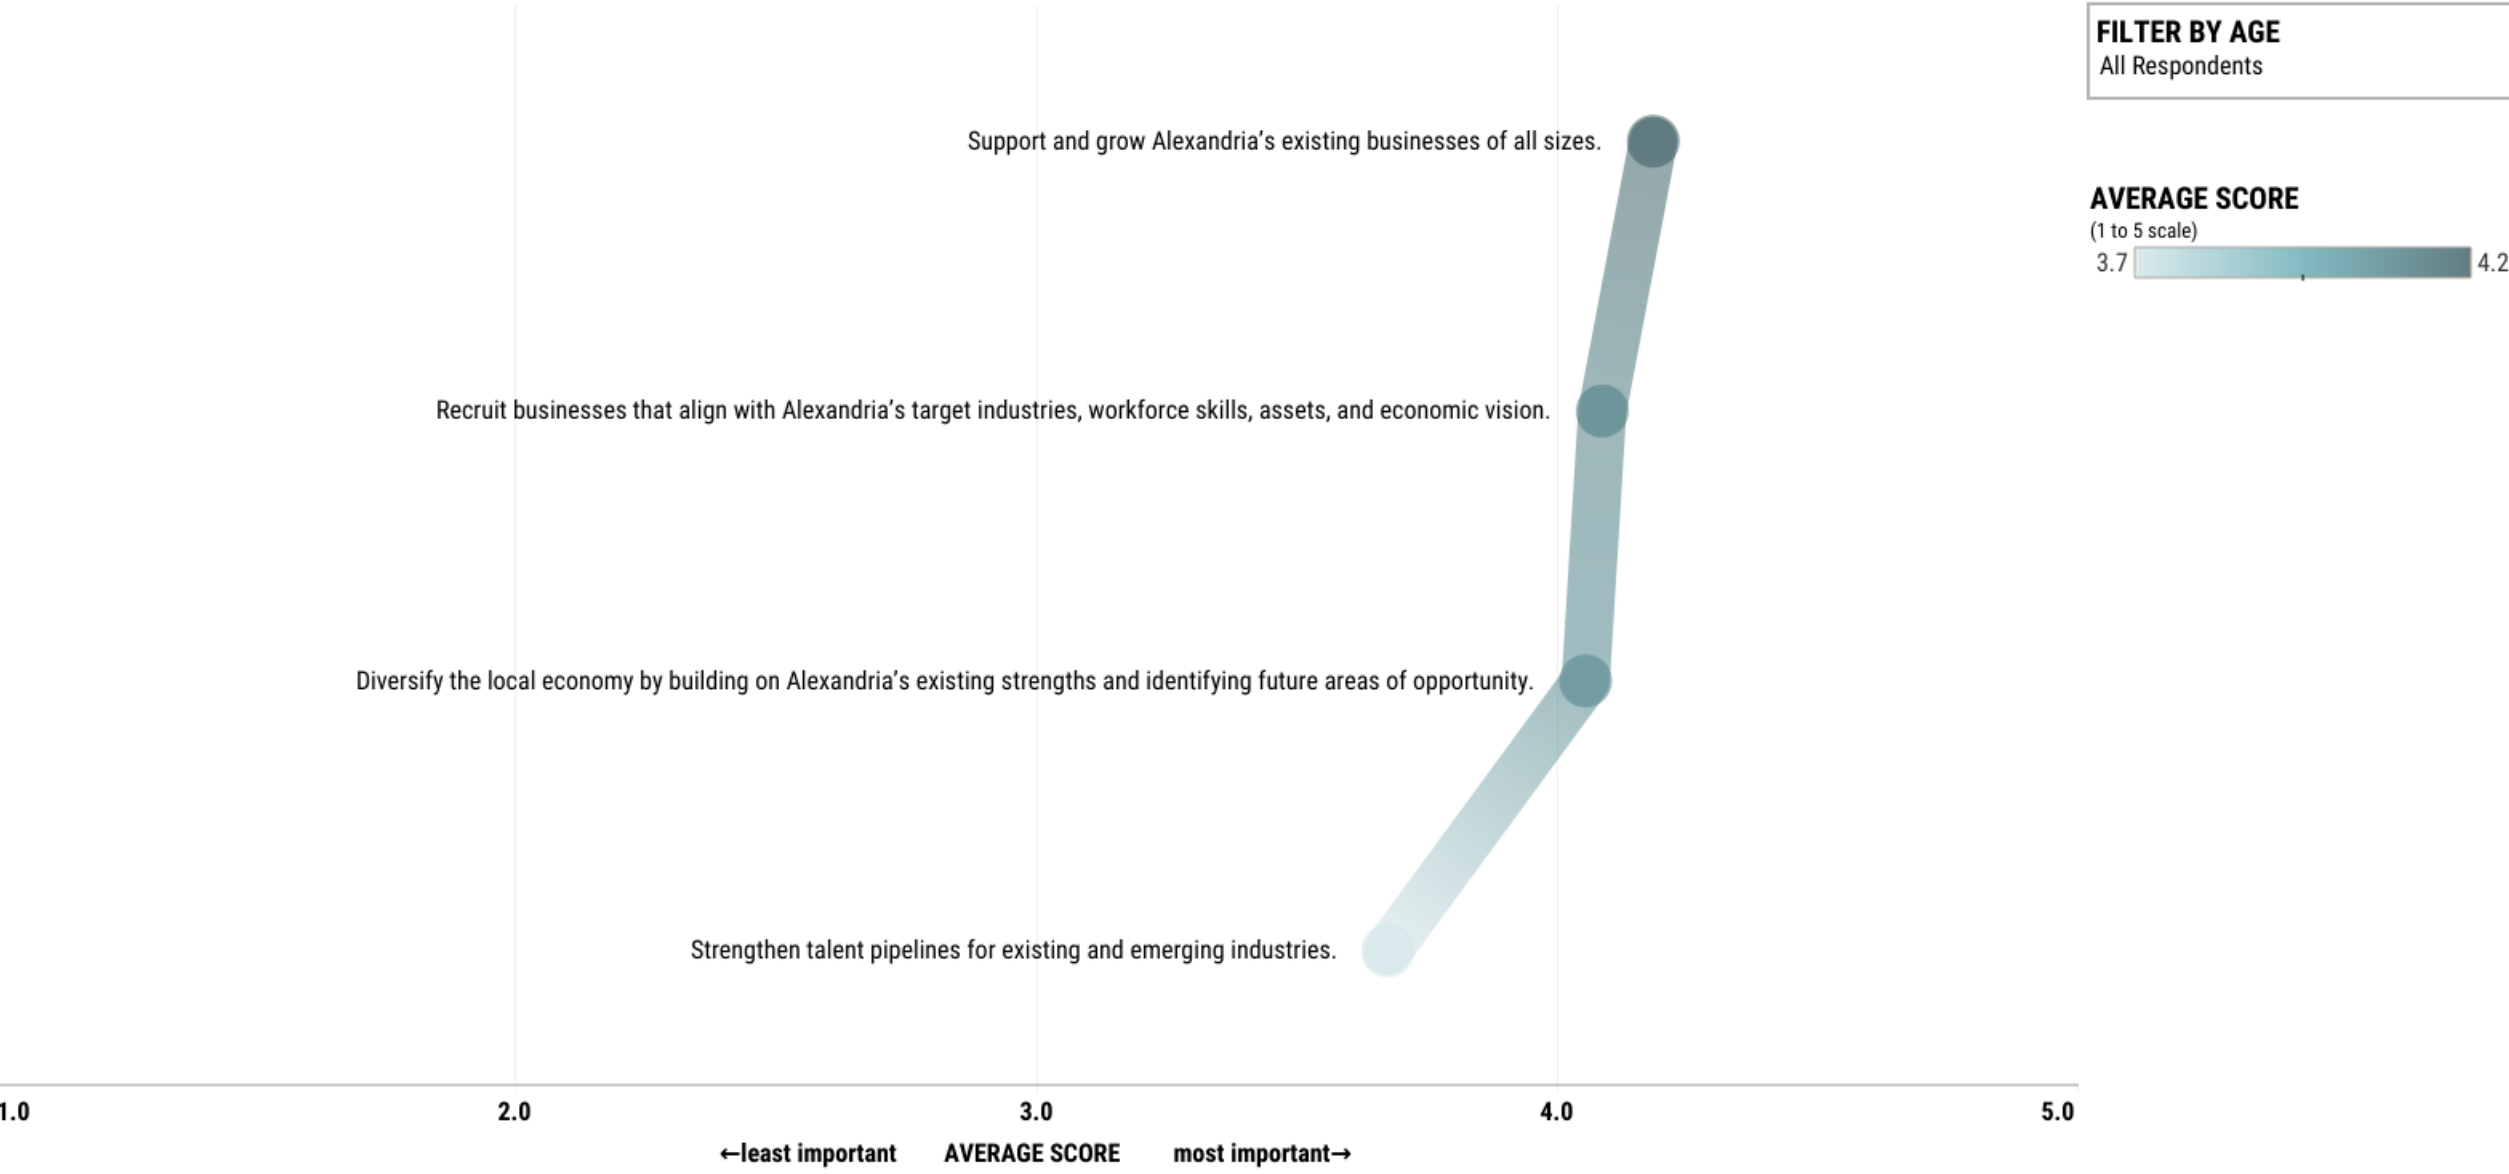 FILTER BY AGE
All Respondents
AVERAGE SCORE
(1 to 5 scale)
3.7 4.2
Support and grow Alexandria’s existing businesses of all sizes.
Recruit businesses that align with Alexandria’s target industries, workforce skills, assets, and economic vision.
Diversify the local economy by building on Alexandria’s existing strengths and identifying future areas of opportunity.
Strengthen talent pipelines for existing and emerging industries.
1.0 2.0 3.0 4.0 5.0
←least important AVERAGE SCORE most important→